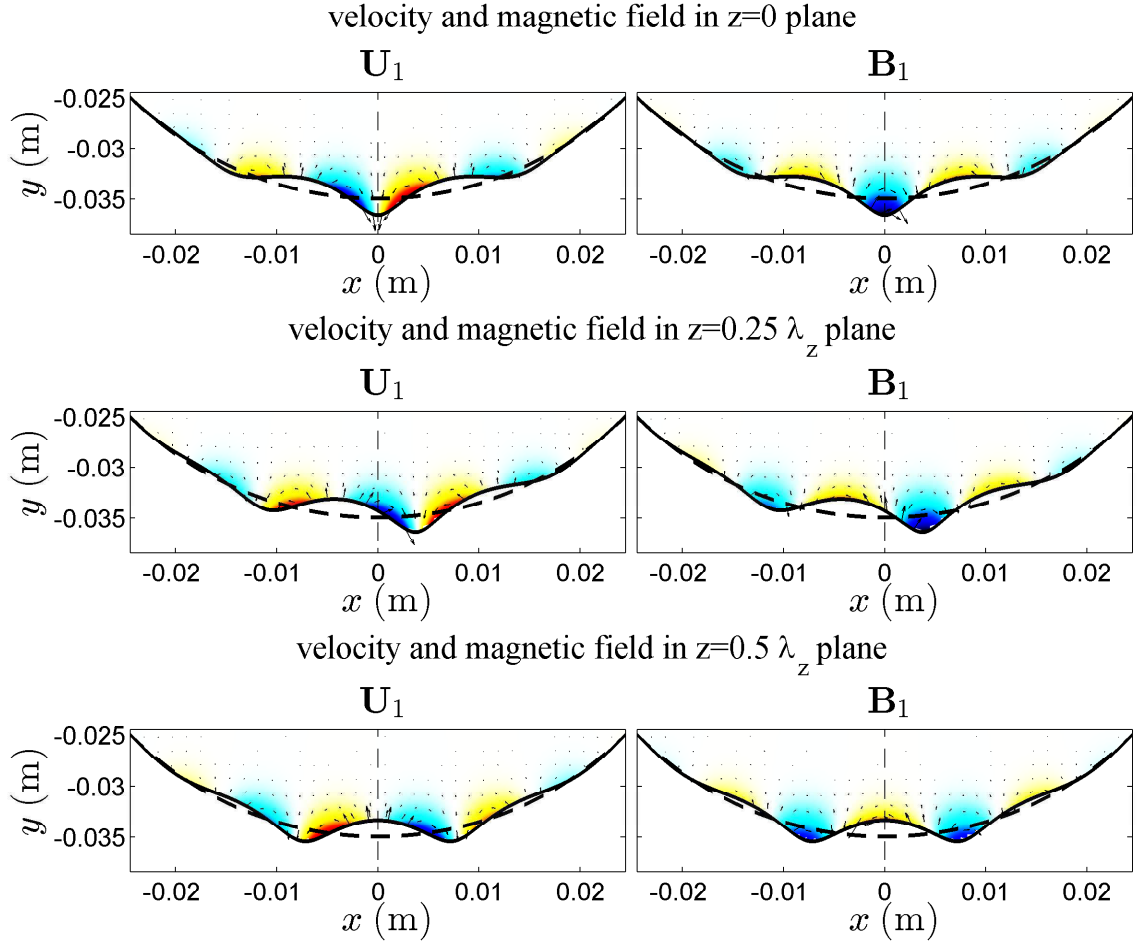 velocity and magnetic field in z=0 plane
U₁ B₁
-0.025
-0.03
-0.035
y (m)
-0.02 -0.01 0 0.01 0.02 -0.02 -0.01 0 0.01 0.02
x (m) x (m)
velocity and magnetic field in z=0.25 λ_z plane
U₁ B₁
-0.025
-0.03
-0.035
y (m)
-0.02 -0.01 0 0.01 0.02 -0.02 -0.01 0 0.01 0.02
x (m) x (m)
velocity and magnetic field in z=0.5 λ_z plane
U₁ B₁
-0.025
-0.03
-0.035
y (m)
-0.02 -0.01 0 0.01 0.02 -0.02 -0.01 0 0.01 0.02
x (m) x (m)